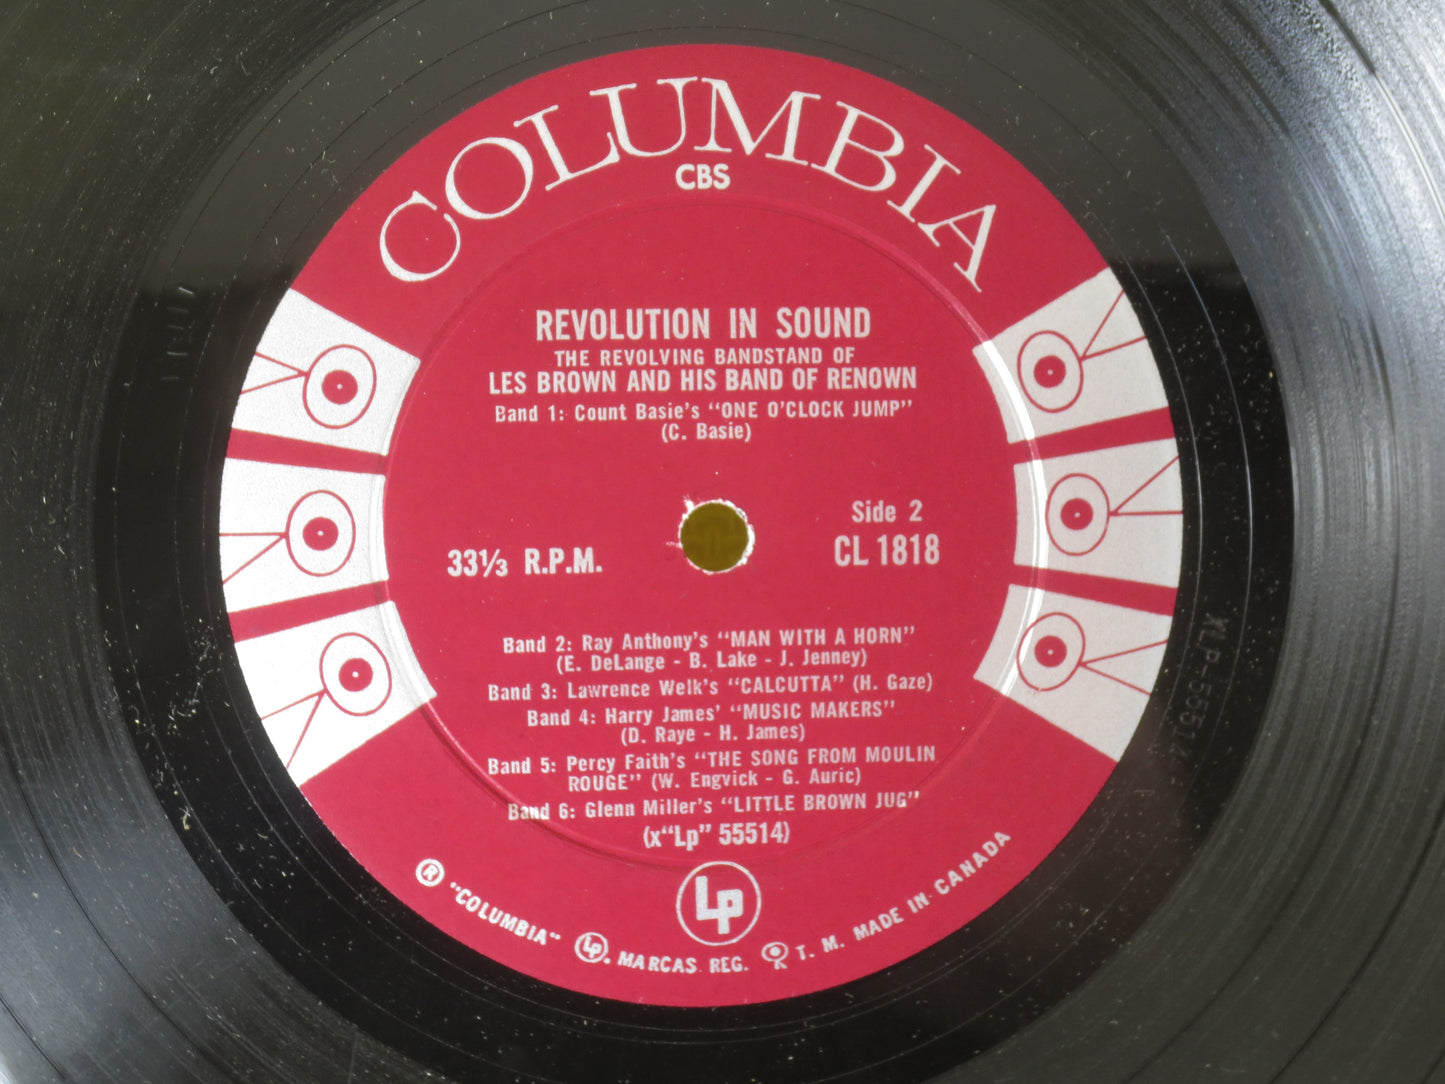 COLUMBIA
CBS
REVOLUTION IN SOUND
THE REVOLVING BANDSTAND OF
LES BROWN AND HIS BAND OF RENOWN
Band 1: Count Basie's "ONE O'CLOCK JUMP"
(C. Basie)
Side 2
33⅓ R.P.M.
CL 1818
Band 2: Ray Anthony's "MAN WITH A HORN"
(E. DeLange - B. Lake - J. Jenney)
Band 3: Lawrence Welk's "CALCUTTA" (H. Gaze)
Band 4: Harry James' "MUSIC MAKERS"
(D. Raye - H. James)
Band 5: Percy Faith's "THE SONG FROM MOULIN
ROUGE" (W. Engvick - G. Auric)
Band 6: Glenn Miller's "LITTLE BROWN JUG"
(x"Lp" 55514)
Lp
® "COLUMBIA" Lp. MARCAS REG. T. M. MADE IN CANADA
XLP-55514